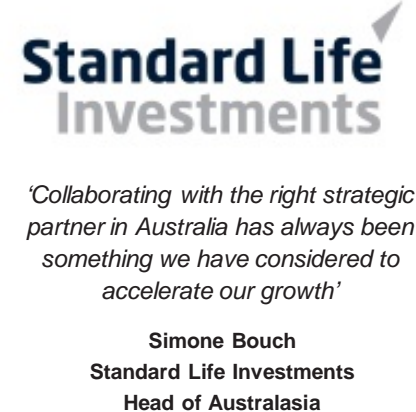 Standard Life
Investments
‘Collaborating with the right strategic
partner in Australia has always been
something we have considered to
accelerate our growth’
Simone Bouch
Standard Life Investments
Head of Australasia